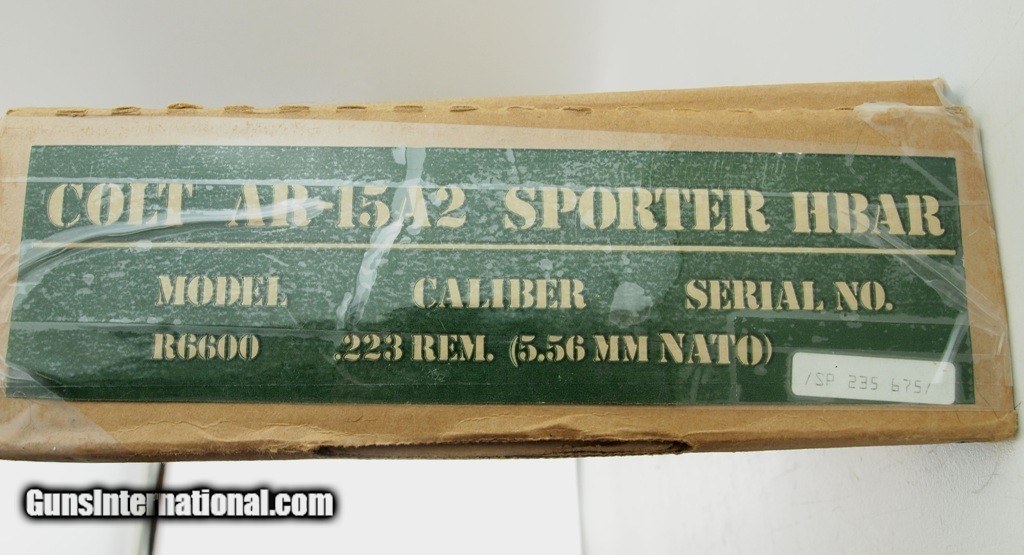 COLT AR-15A2 SPORTER HBAR
MODEL CALIBER SERIAL NO.
R6600 .223 REM. (5.56 MM NATO)
/SP 235 675/
GunsInternational.com